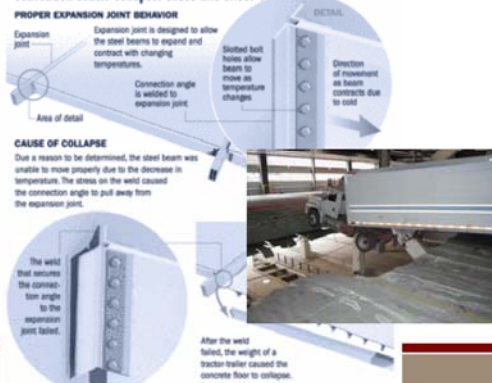 PROPER EXPANSION JOINT BEHAVIOR
Expansion
joint
Expansion joint is designed to allow
the steel beams to expand and
contract with changing
temperatures.
Connection angle
is welded to
expansion joint
Area of detail
DETAIL
Slotted bolt
holes allow
beam to
move as
temperature
changes
Direction
of movement
as beam
contracts due
to cold
CAUSE OF COLLAPSE
Due a reason to be determined, the steel beam was
unable to move properly due to the decrease in
temperature. The stress on the weld caused
the connection angle to pull away from
the expansion joint.
The weld
that secures
the connec-
tion angle
to the
expansion
joint failed.
After the weld
failed, the weight of a
tractor-trailer caused the
concrete floor to collapse.